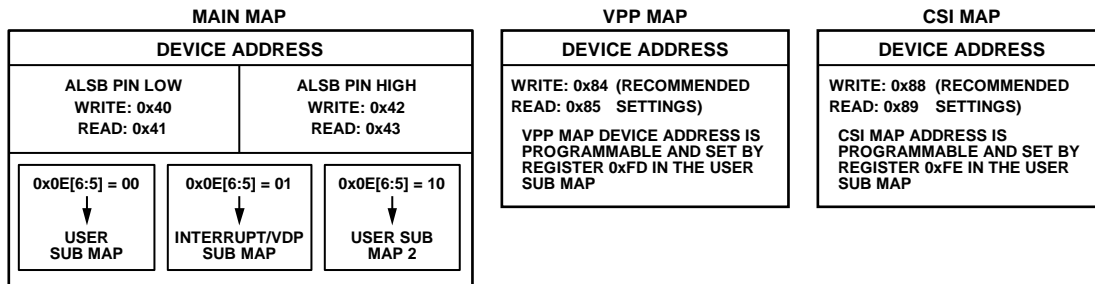 MAIN MAP
DEVICE ADDRESS
ALSB PIN LOW
WRITE: 0x40
READ: 0x41
ALSB PIN HIGH
WRITE: 0x42
READ: 0x43
0x0E[6:5] = 00
USER
SUB MAP
0x0E[6:5] = 01
INTERRUPT/VDP
SUB MAP
0x0E[6:5] = 10
USER SUB
MAP 2
VPP MAP
DEVICE ADDRESS
WRITE: 0x84 (RECOMMENDED
READ: 0x85 SETTINGS)
VPP MAP DEVICE ADDRESS IS
PROGRAMMABLE AND SET BY
REGISTER 0xFD IN THE USER
SUB MAP
CSI MAP
DEVICE ADDRESS
WRITE: 0x88 (RECOMMENDED
READ: 0x89 SETTINGS)
CSI MAP ADDRESS IS
PROGRAMMABLE AND SET BY
REGISTER 0xFE IN THE USER
SUB MAP